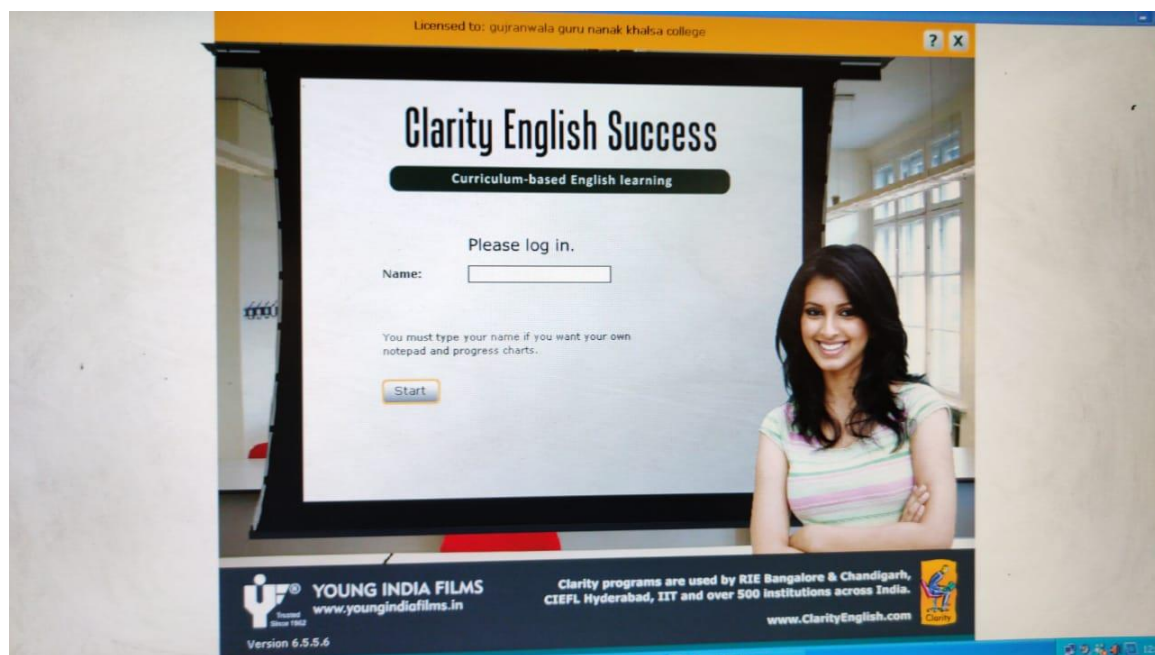 Licensed to: gujranwala guru nanak khalsa college
? X
Clarity English Success
Curriculum-based English learning
Please log in.
Name:
You must type your name if you want your own
notepad and progress charts.
Start
YOUNG INDIA FILMS
www.youngindiafilms.in
Trusted
Since 1962
Clarity programs are used by RIE Bangalore & Chandigarh,
CIEFL Hyderabad, IIT and over 500 institutions across India.
www.ClarityEnglish.com
Clarity
Version 6.5.5.6